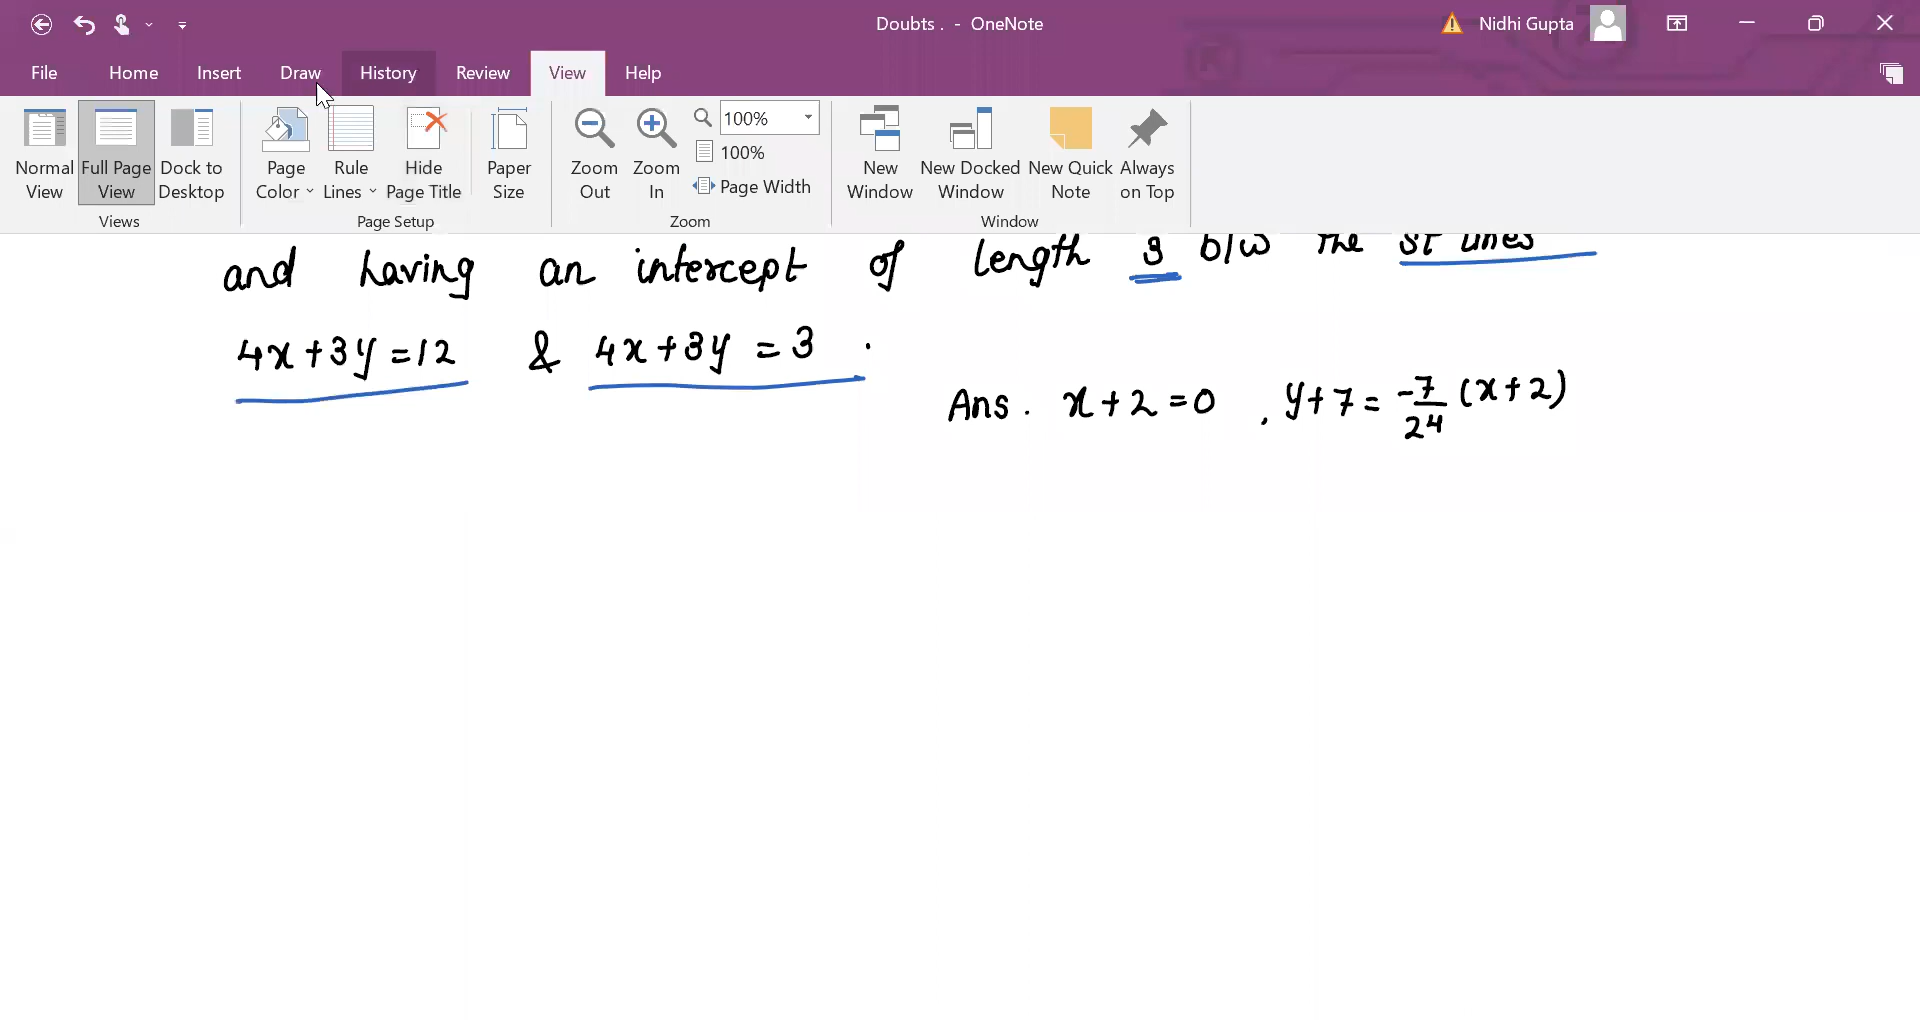 Doubts . - OneNote
Nidhi Gupta
File Home Insert Draw History Review View Help
Normal View
Full Page View
Dock to Desktop
Page Color
Rule Lines
Hide Page Title
Paper Size
Zoom Out
Zoom In
100%
100%
Page Width
New Window
New Docked Window
New Quick Note
Always on Top
Views
Page Setup
Zoom
Window
and having an intercept of length 3 b/w the st lines
4x+3y=12 & 4x+3y=3 .
Ans. x+2=0 , y+7 = -7/24 (x+2)